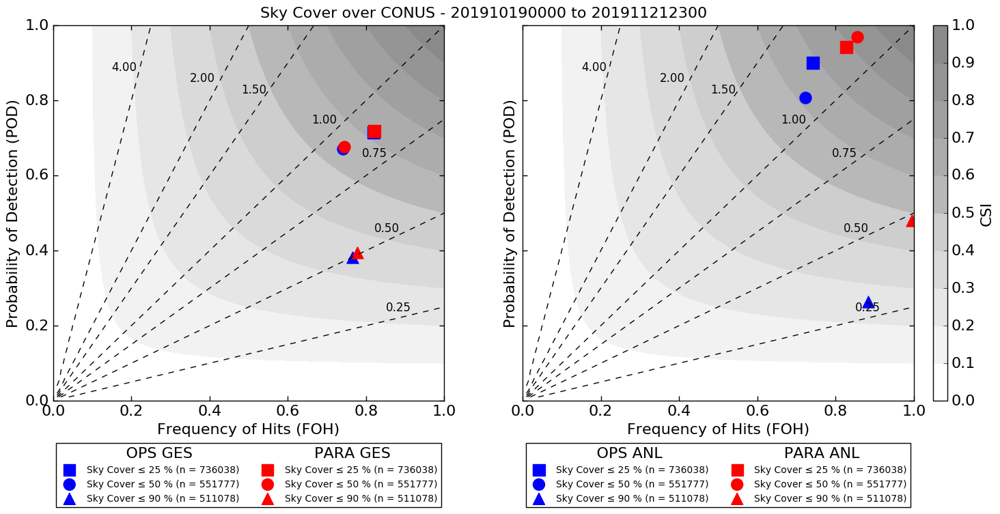 Sky Cover over CONUS - 201910190000 to 201911212300
Probability of Detection (POD)
1.0
0.8
0.6
0.4
0.2
0.0
4.00
2.00
1.50
1.00
0.75
0.50
0.25
0.0 0.2 0.4 0.6 0.8 1.0
Frequency of Hits (FOH)
Probability of Detection (POD)
4.00
2.00
1.50
1.00
0.75
0.50
0.25
0.0 0.2 0.4 0.6 0.8 1.0
Frequency of Hits (FOH)
1.0
0.9
0.8
0.7
0.6
0.5
0.4
0.3
0.2
0.1
0.0
CSI
OPS GES PARA GES
Sky Cover ≤ 25 % (n = 736038) Sky Cover ≤ 25 % (n = 736038)
Sky Cover ≤ 50 % (n = 551777) Sky Cover ≤ 50 % (n = 551777)
Sky Cover ≤ 90 % (n = 511078) Sky Cover ≤ 90 % (n = 511078)
OPS ANL PARA ANL
Sky Cover ≤ 25 % (n = 736038) Sky Cover ≤ 25 % (n = 736038)
Sky Cover ≤ 50 % (n = 551777) Sky Cover ≤ 50 % (n = 551777)
Sky Cover ≤ 90 % (n = 511078) Sky Cover ≤ 90 % (n = 511078)